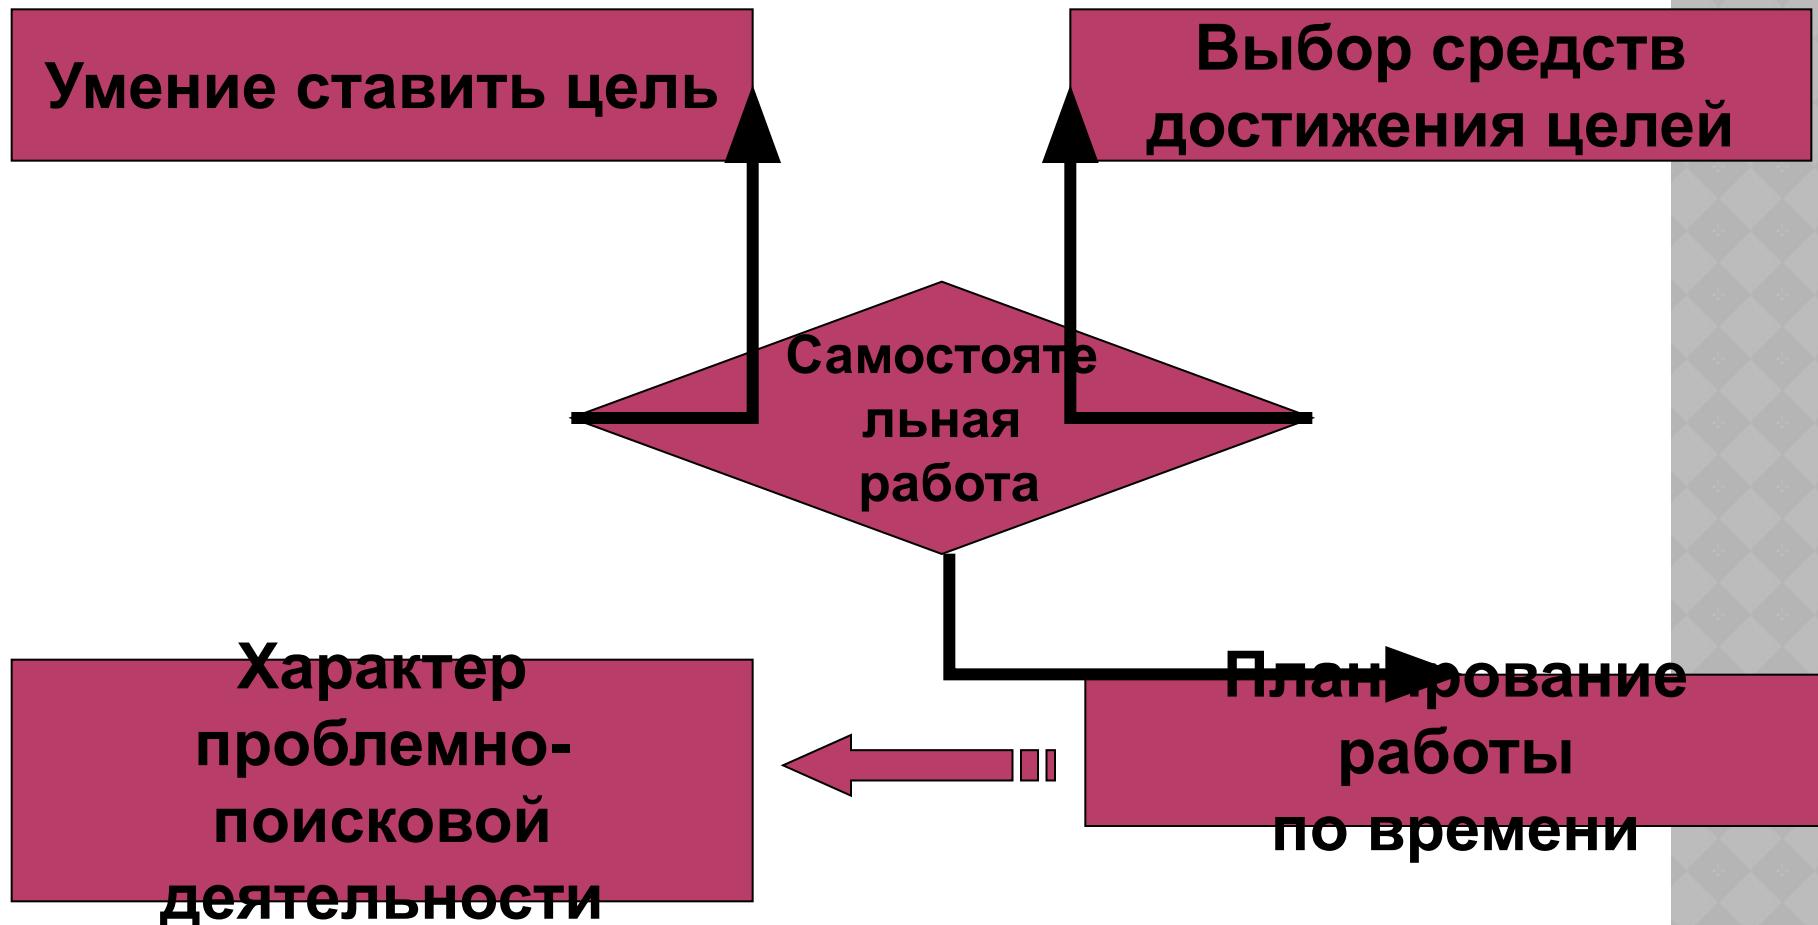 Умение ставить цель
Выбор средств
достижения целей
Самостояте
льная
работа
Характер
проблемно-
поисковой
деятельности
Планирование
работы
по времени